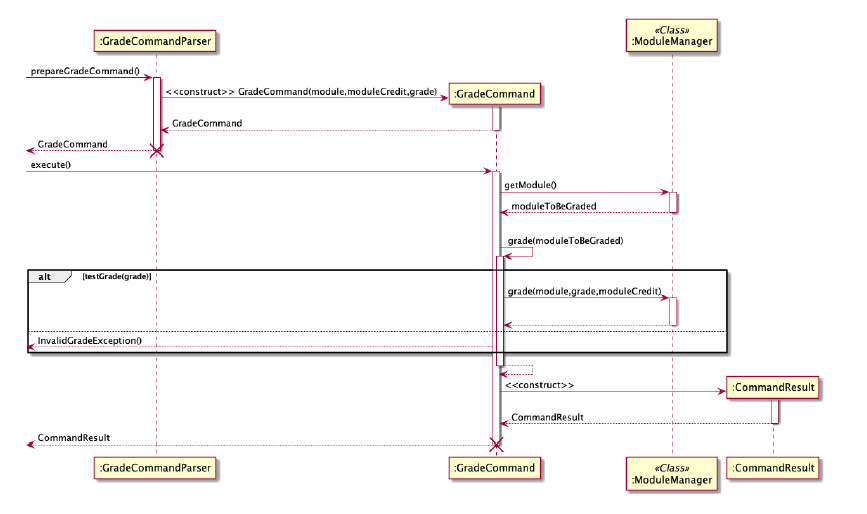 «Class»
:GradeCommandParser
:ModuleManager
prepareGradeCommand()
<<construct>> GradeCommand(module,moduleCredit,grade)
:GradeCommand
GradeCommand
GradeCommand
execute()
getModule()
moduleToBeGraded
grade(moduleToBeGraded)
alt [testGrade(grade)]
grade(module,grade,moduleCredit)
InvalidGradeException()
<<construct>>
:CommandResult
CommandResult
CommandResult
:GradeCommandParser
:GradeCommand
«Class»
:ModuleManager
:CommandResult